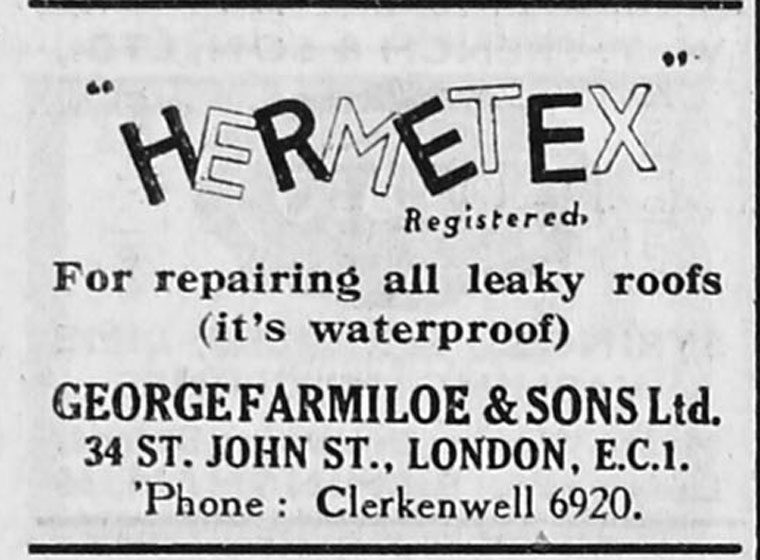 "HERMETEX"
Registered.
For repairing all leaky roofs
(it's waterproof)
GEORGE FARMILOE & SONS Ltd.
34 ST. JOHN ST., LONDON, E.C.1.
'Phone : Clerkenwell 6920.